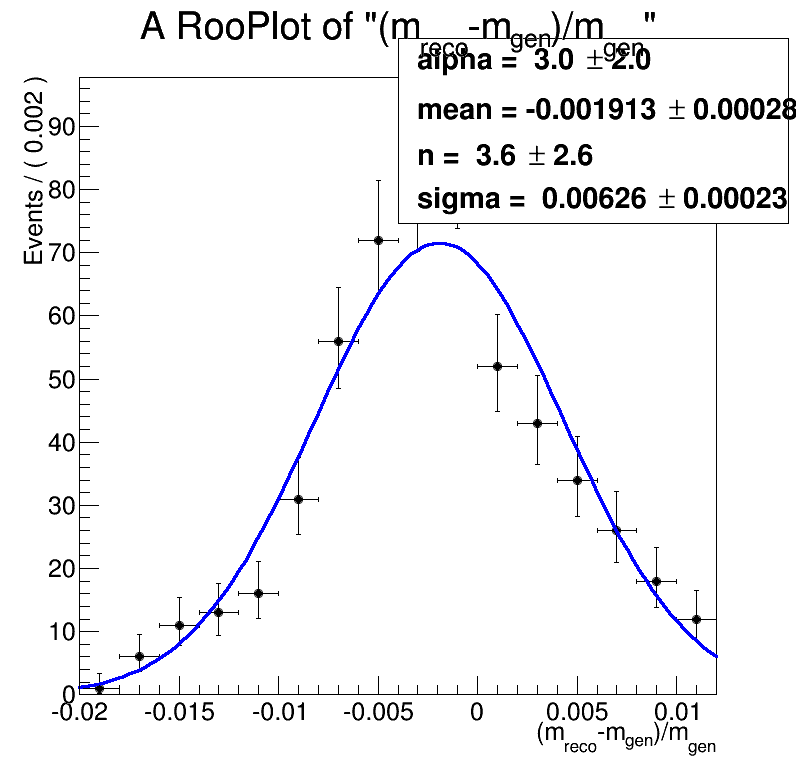 A RooPlot of "(m_reco-m_gen)/m_gen"
alpha = 3.0 ± 2.0
mean = -0.001913 ± 0.00028
n = 3.6 ± 2.6
sigma = 0.00626 ± 0.00023
Events / ( 0.002 )
90
80
70
60
50
40
30
20
10
0
-0.02 -0.015 -0.01 -0.005 0 0.005 0.01
(m_reco-m_gen)/m_gen